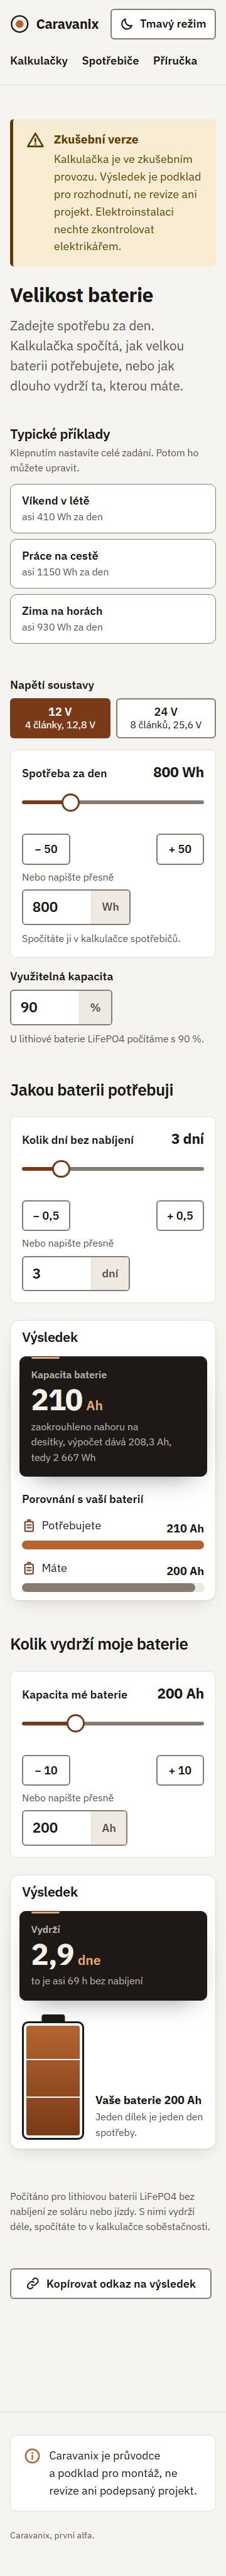 Caravanix
Tmavý režim
Kalkulačky Spotřebiče Příručka
Zkušební verze
Kalkulačka je ve zkušebním
provozu. Výsledek je podklad
pro rozhodnutí, ne revize ani
projekt. Elektroinstalaci
nechte zkontrolovat
elektrikářem.
Velikost baterie
Zadejte spotřebu za den.
Kalkulačka spočítá, jak velkou
baterii potřebujete, nebo jak
dlouho vydrží ta, kterou máte.
Typické příklady
Klepnutím nastavíte celé zadání. Potom ho
můžete upravit.
Víkend v létě
asi 410 Wh za den
Práce na cestě
asi 1150 Wh za den
Zima na horách
asi 930 Wh za den
Napětí soustavy
12 V
4 články, 12,8 V
24 V
8 článků, 25,6 V
Spotřeba za den 800 Wh
− 50 + 50
Nebo napište přesně
800 Wh
Spočítáte ji v kalkulačce spotřebičů.
Využitelná kapacita
90 %
U lithiové baterie LiFePO4 počítáme s 90 %.
Jakou baterii potřebuji
Kolik dní bez nabíjení 3 dní
− 0,5 + 0,5
Nebo napište přesně
3 dní
Výsledek
Kapacita baterie
210 Ah
zaokrouhleno nahoru na
desítky, výpočet dává 208,3 Ah,
tedy 2 667 Wh
Porovnání s vaší baterií
Potřebujete 210 Ah
Máte 200 Ah
Kolik vydrží moje baterie
Kapacita mé baterie 200 Ah
− 10 + 10
Nebo napište přesně
200 Ah
Výsledek
Vydrží
2,9 dne
to je asi 69 h bez nabíjení
Vaše baterie 200 Ah
Jeden dílek je jeden den
spotřeby.
Počítáno pro lithiovou baterii LiFePO4 bez
nabíjení ze soláru nebo jízdy. S nimi vydrží
déle, spočítáte to v kalkulačce soběstačnosti.
Kopírovat odkaz na výsledek
Caravanix je průvodce
a podklad pro montáž, ne
revize ani podepsaný projekt.
Caravanix, první alfa.